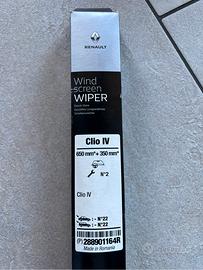 RENAULT
Wind
screen
WIPER
Clio IV
650 mm*+ 350 mm*
N°2
Clio IV
: - N°22
: - N°22
(P)288901164R
Made in Romania